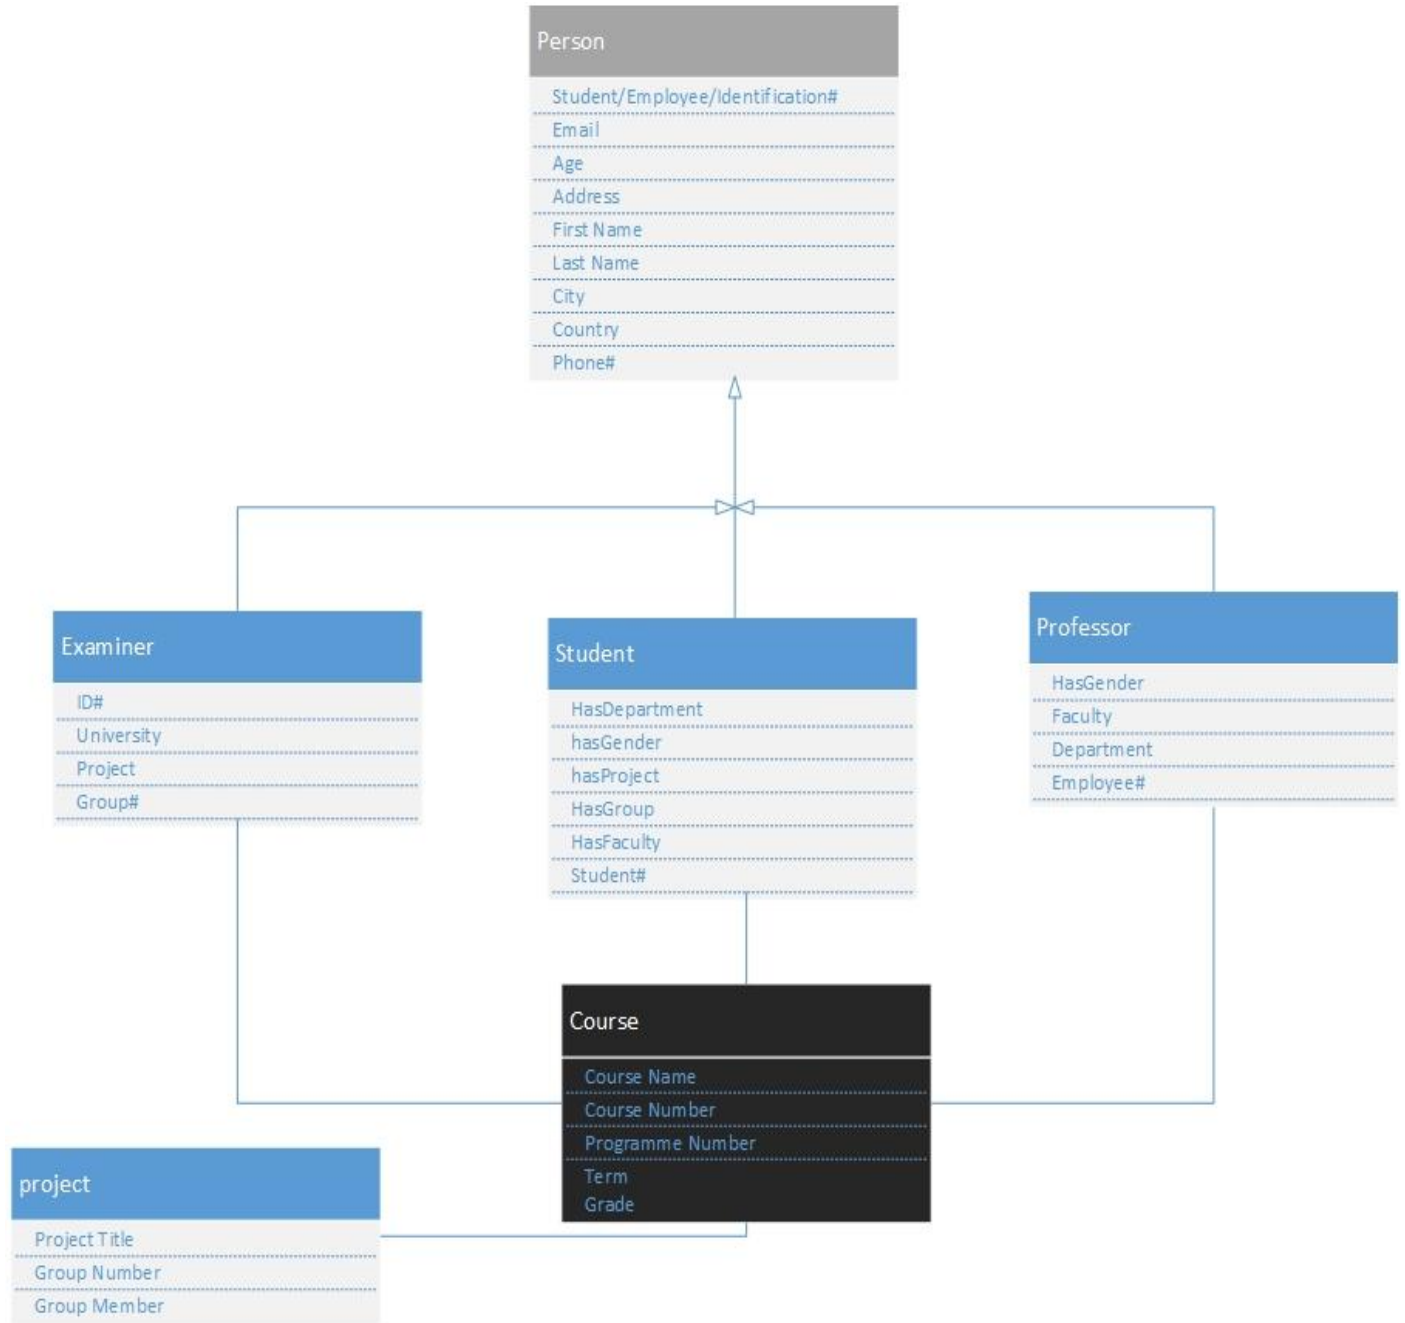 Person
Student/Employee/Identification#
Email
Age
Address
First Name
Last Name
City
Country
Phone#
Examiner
ID#
University
Project
Group#
Student
HasDepartment
hasGender
hasProject
HasGroup
HasFaculty
Student#
Professor
HasGender
Faculty
Department
Employee#
Course
Course Name
Course Number
Programme Number
Term
Grade
project
Project Title
Group Number
Group Member